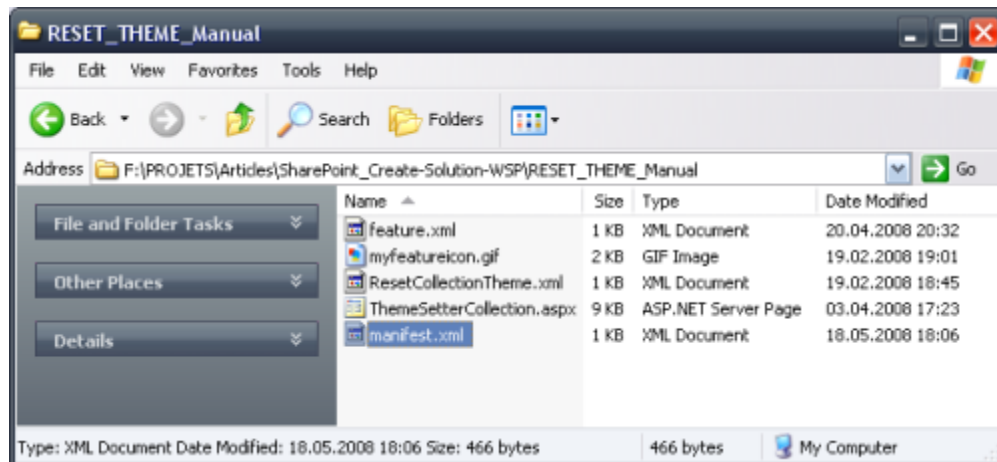 RESET_THEME_Manual
File Edit View Favorites Tools Help
Back Search Folders
Address F:\PROJETS\Articles\SharePoint_Create-Solution-WSP\RESET_THEME_Manual Go
Name Size Type Date Modified
File and Folder Tasks
Other Places
Details
feature.xml 1 KB XML Document 20.04.2008 20:32
myfeatureicon.gif 2 KB GIF Image 19.02.2008 19:01
ResetCollectionTheme.xml 1 KB XML Document 19.02.2008 18:45
ThemeSetterCollection.aspx 9 KB ASP.NET Server Page 03.04.2008 17:23
manifest.xml 1 KB XML Document 18.05.2008 18:06
Type: XML Document Date Modified: 18.05.2008 18:06 Size: 466 bytes 466 bytes My Computer